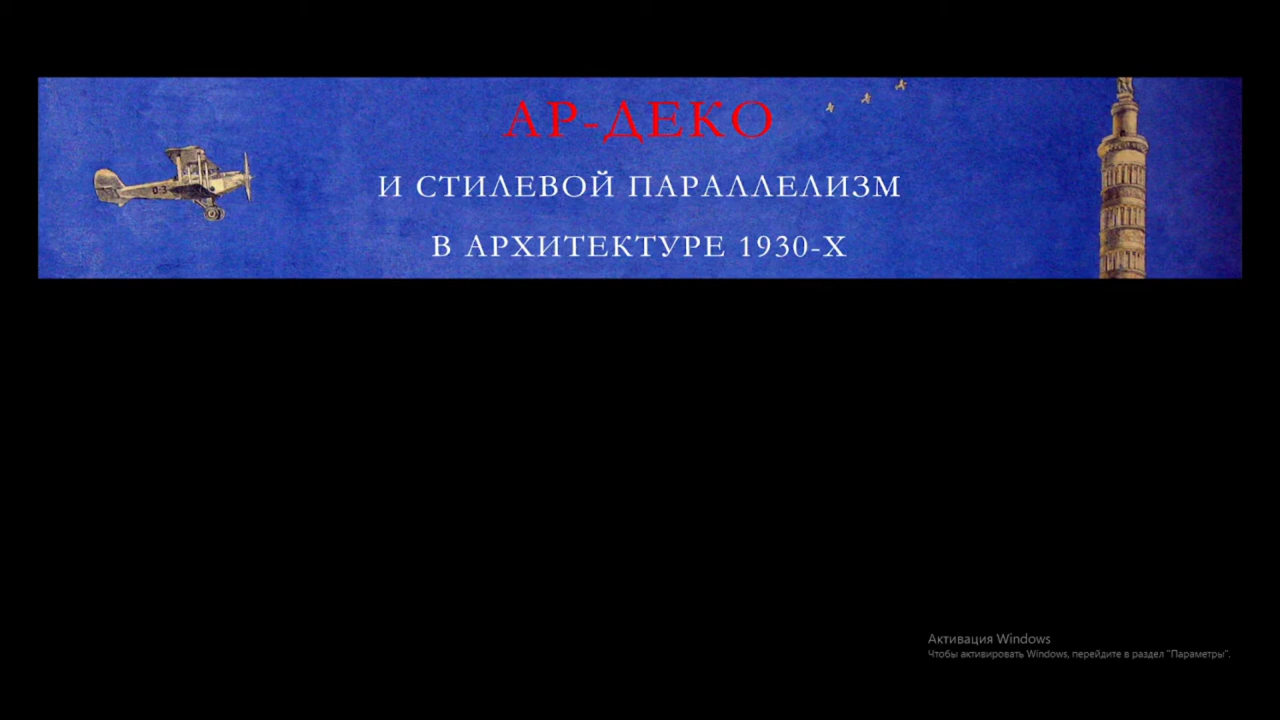 АР-ДЕКО
И СТИЛЕВОЙ ПАРАЛЛЕЛИЗМ
В АРХИТЕКТУРЕ 1930-Х
Активация Windows
Чтобы активировать Windows, перейдите в раздел "Параметры".